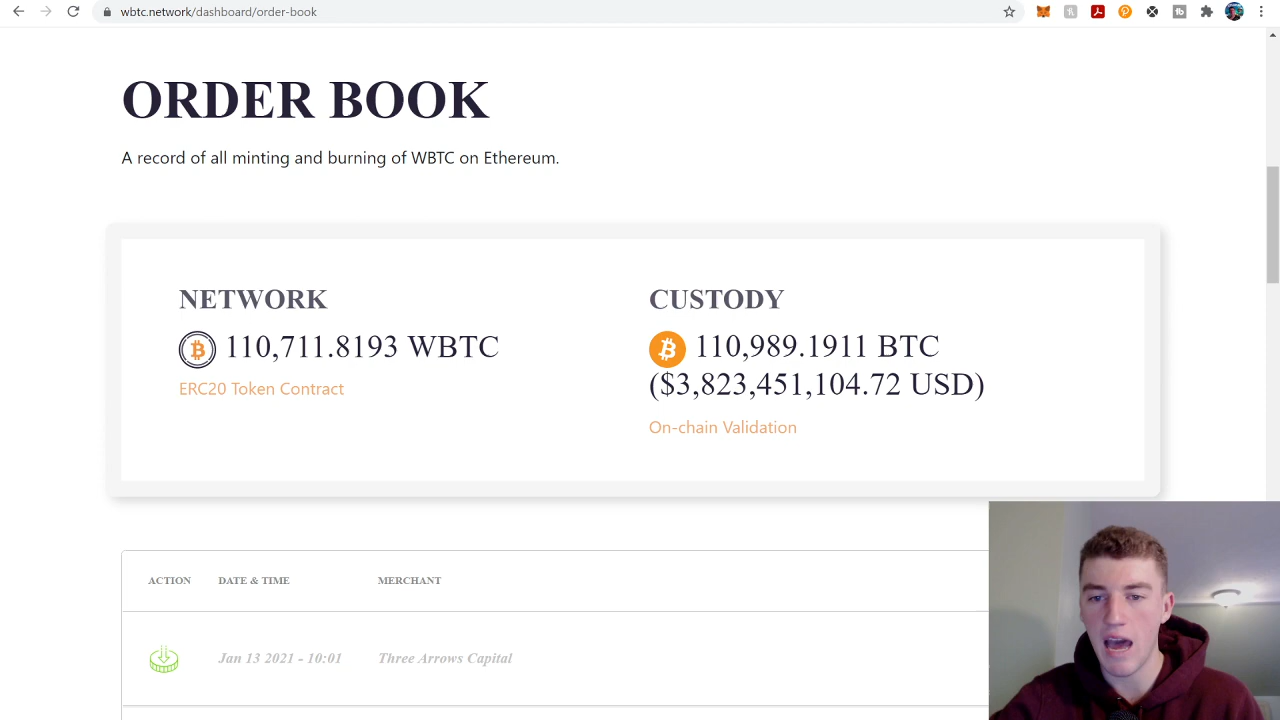 wbtc.network/dashboard/order-book
ORDER BOOK
A record of all minting and burning of WBTC on Ethereum.
NETWORK
110,711.8193 WBTC
ERC20 Token Contract
CUSTODY
110,989.1911 BTC
($3,823,451,104.72 USD)
On-chain Validation
ACTION DATE & TIME MERCHANT
Jan 13 2021 - 10:01 Three Arrows Capital